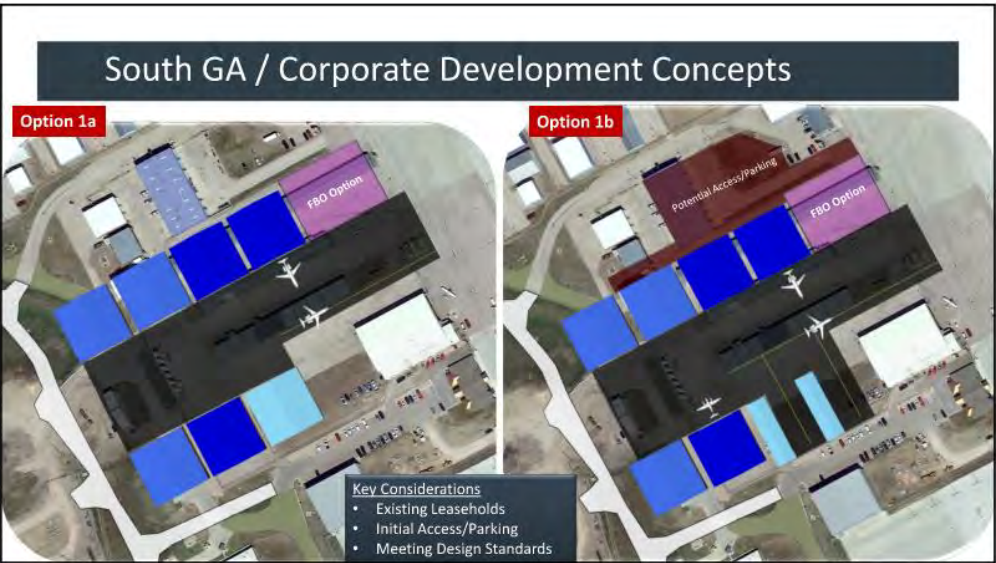 South GA / Corporate Development Concepts
Option 1a
Option 1b
FBO Option
Potential Access/Parking
FBO Option
Key Considerations
• Existing Leaseholds
• Initial Access/Parking
• Meeting Design Standards